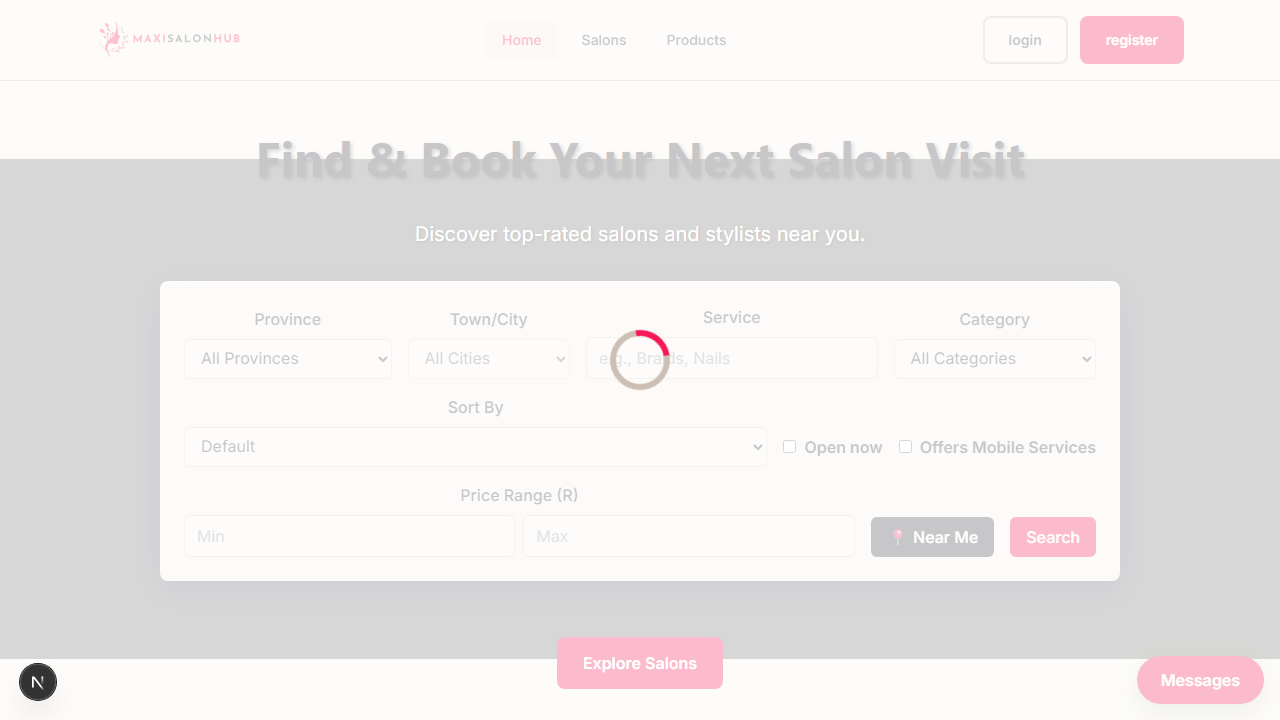 MAXISALONHUB
Home
Salons
Products
login
register
Find & Book Your Next Salon Visit
Discover top-rated salons and stylists near you.
Province
Town/City
Service
Category
All Provinces
All Cities
e.g., Braids, Nails
All Categories
Sort By
Default
Open now
Offers Mobile Services
Price Range (R)
Min
Max
📍 Near Me
Search
Explore Salons
N
Messages